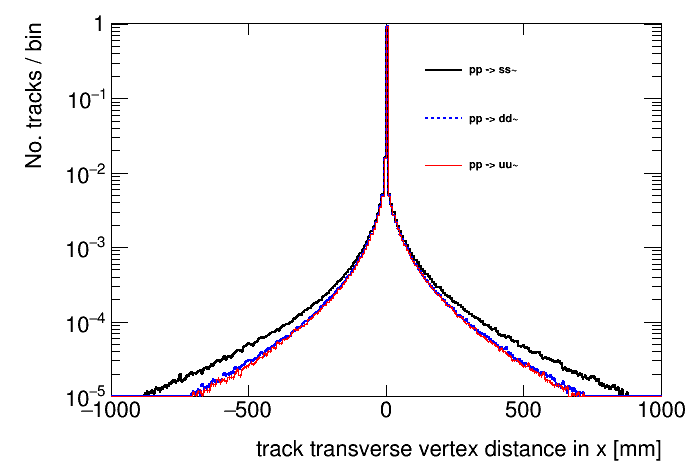 No. tracks / bin
1
10⁻¹
10⁻²
10⁻³
10⁻⁴
10⁻⁵
pp -> ss~
pp -> dd~
pp -> uu~
−1000 −500 0 500 1000
track transverse vertex distance in x [mm]